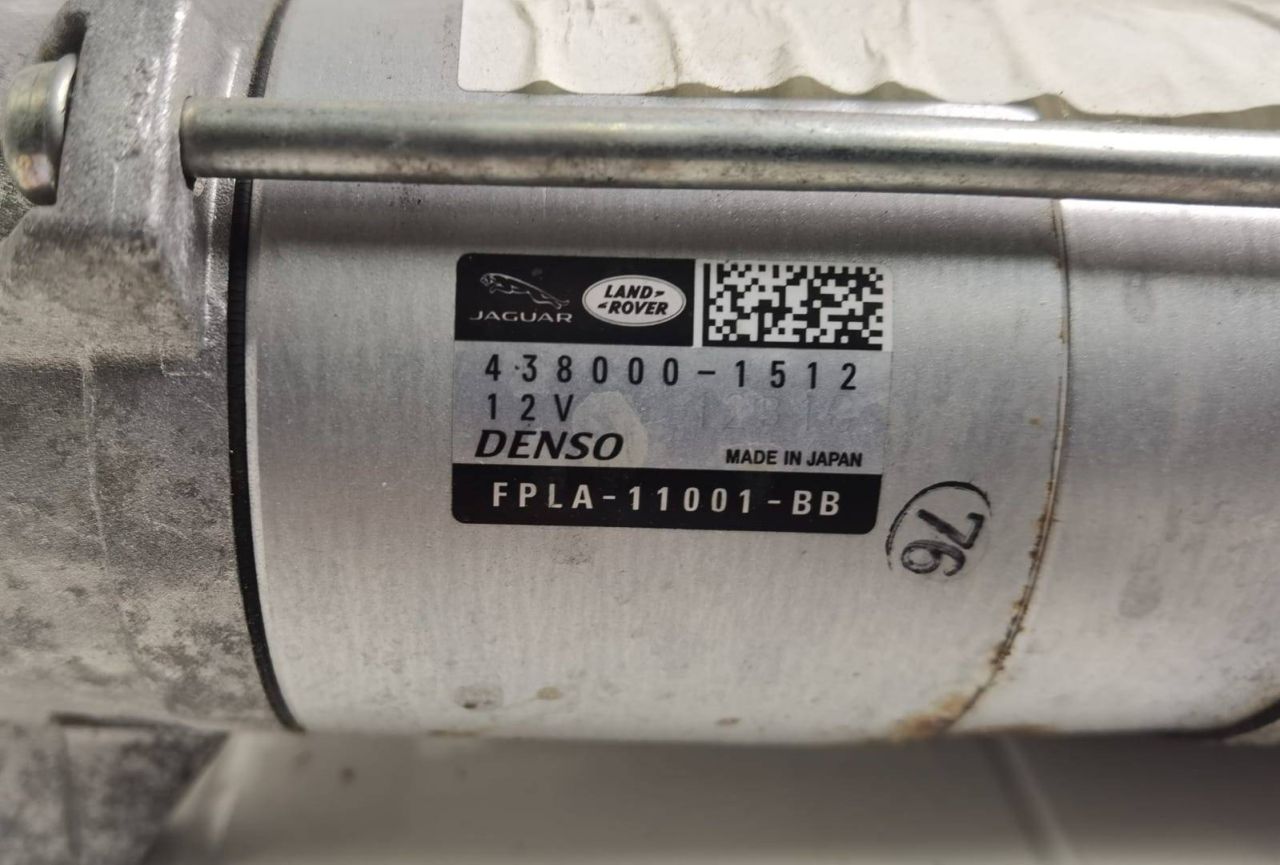 JAGUAR
LAND-
-ROVER
438000-1512
12V
DENSO
MADE IN JAPAN
FPLA-11001-BB
76